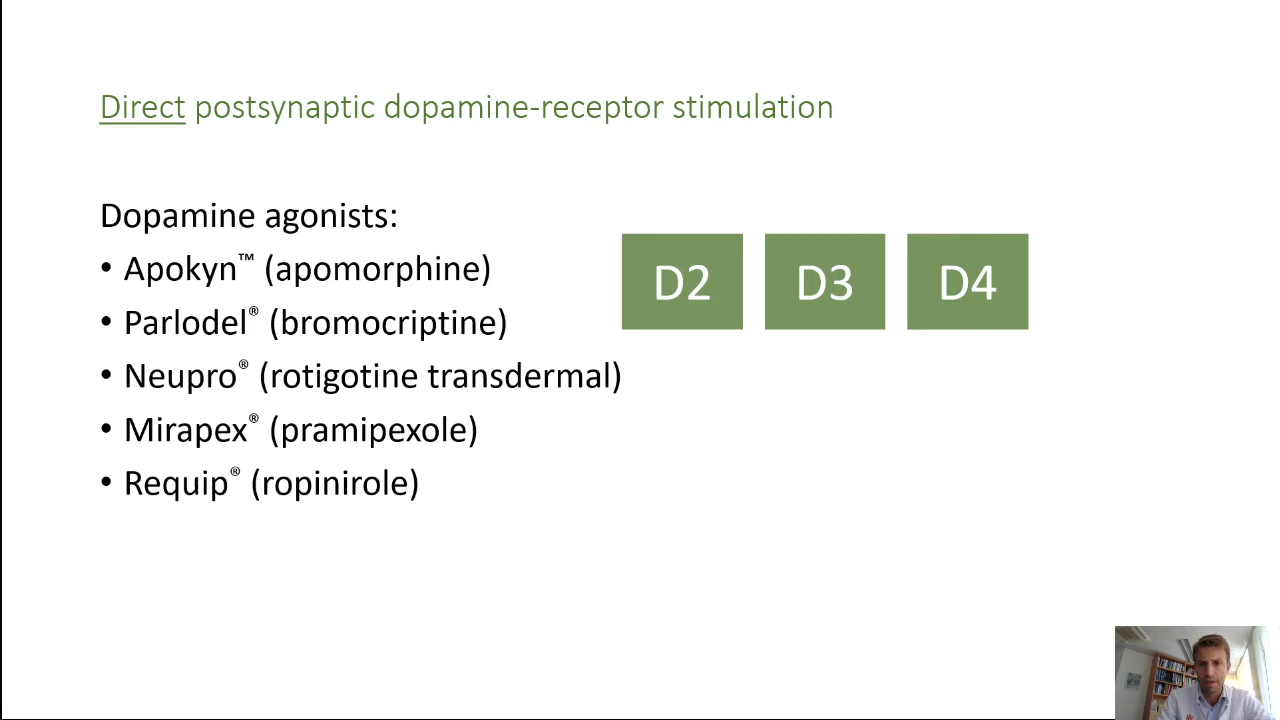 Direct postsynaptic dopamine-receptor stimulation
Dopamine agonists:
• Apokyn™ (apomorphine)
• Parlodel® (bromocriptine)
• Neupro® (rotigotine transdermal)
• Mirapex® (pramipexole)
• Requip® (ropinirole)
D2 D3 D4